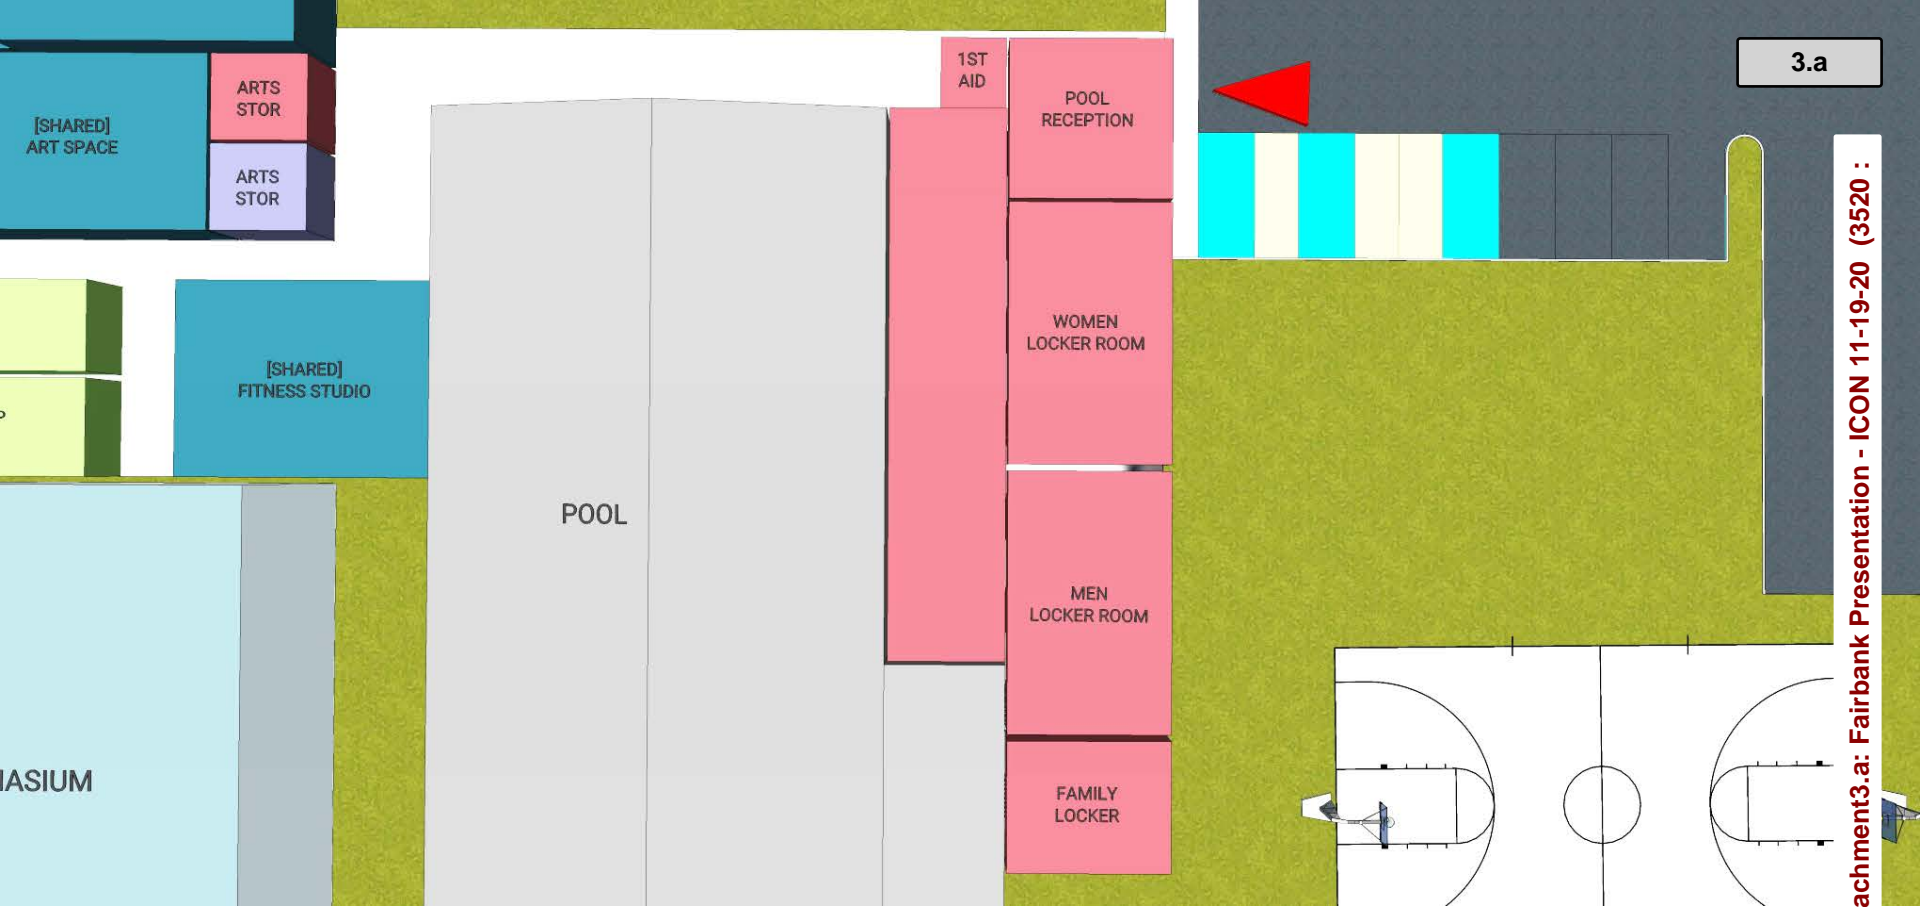 3.a
1ST
AID
ARTS
STOR
POOL
RECEPTION
[SHARED]
ART SPACE
ARTS
STOR
WOMEN
LOCKER ROOM
[SHARED]
FITNESS STUDIO
P
POOL
MEN
LOCKER ROOM
IASIUM
FAMILY
LOCKER
achment3.a: Fairbank Presentation - ICON 11-19-20 (3520 :